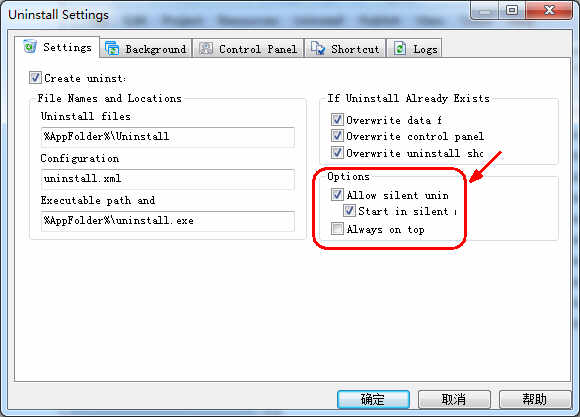 Uninstall Settings
Settings
Background
Control Panel
Shortcut
Logs
Create uninst:
File Names and Locations
Uninstall files
%AppFolder%\Uninstall
Configuration
uninstall.xml
Executable path and
%AppFolder%\uninstall.exe
If Uninstall Already Exists
Overwrite data f
Overwrite control panel
Overwrite uninstall sho
Options
Allow silent unin
Start in silent
Always on top
确定
取消
帮助